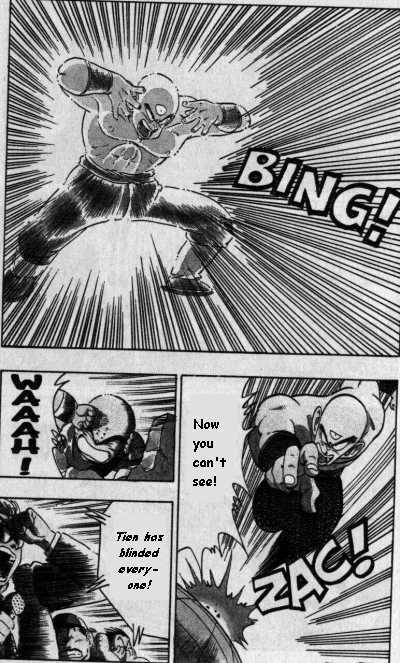 BING!
WAAAH!
Now
you
can't
see!
Tien has
blinded
every-
one!
ZAC!